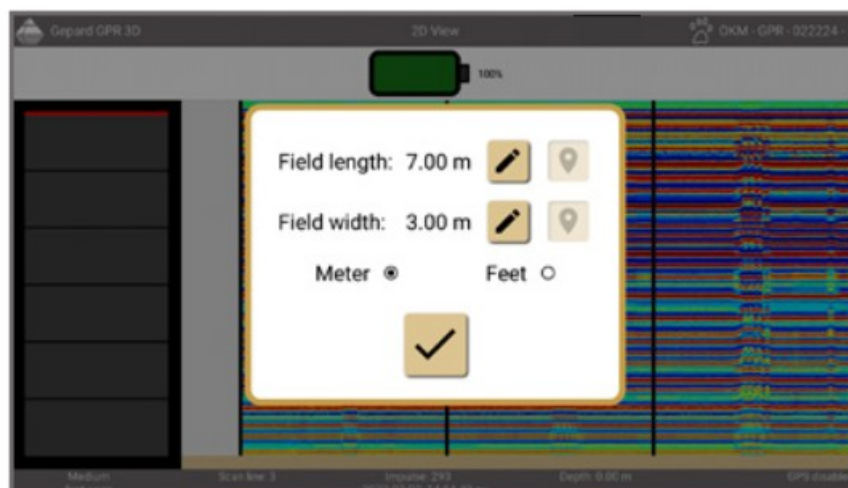 Gepard GPR 3D
2D View
OKM - GPR - 022224 -
100%
Field length: 7.00 m
Field width: 3.00 m
Meter
Feet
Medium
Scan line: 3
Impulse: 293
Depth: 0.00 m
GPS disable